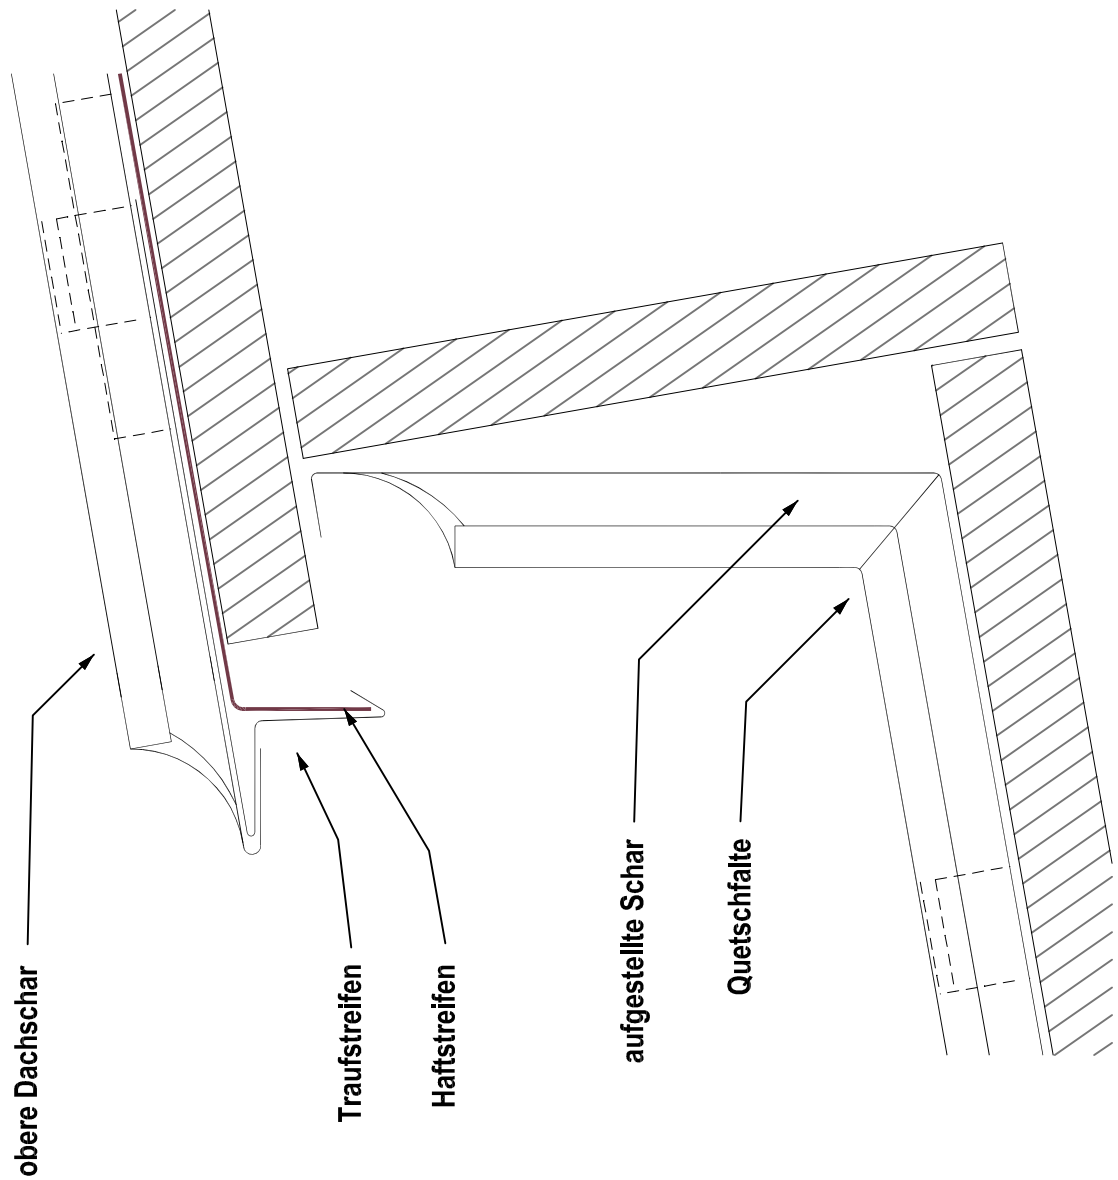 obere Dachschar
Traufstreifen
Haftstreifen
aufgestellte Schar
Quetschfalte